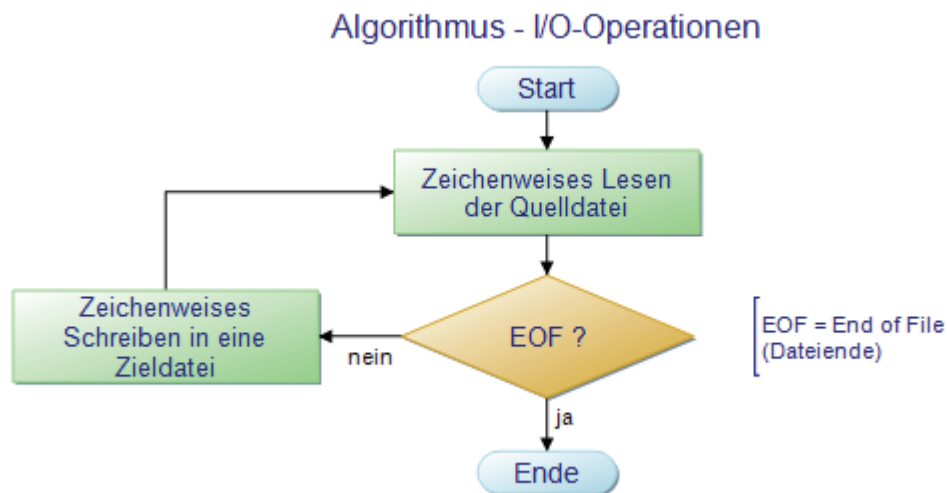 Algorithmus - I/O-Operationen
Start
Zeichenweises Lesen
der Quelldatei
Zeichenweises
Schreiben in eine
Zieldatei
nein
EOF ?
EOF = End of File
(Dateiende)
ja
Ende